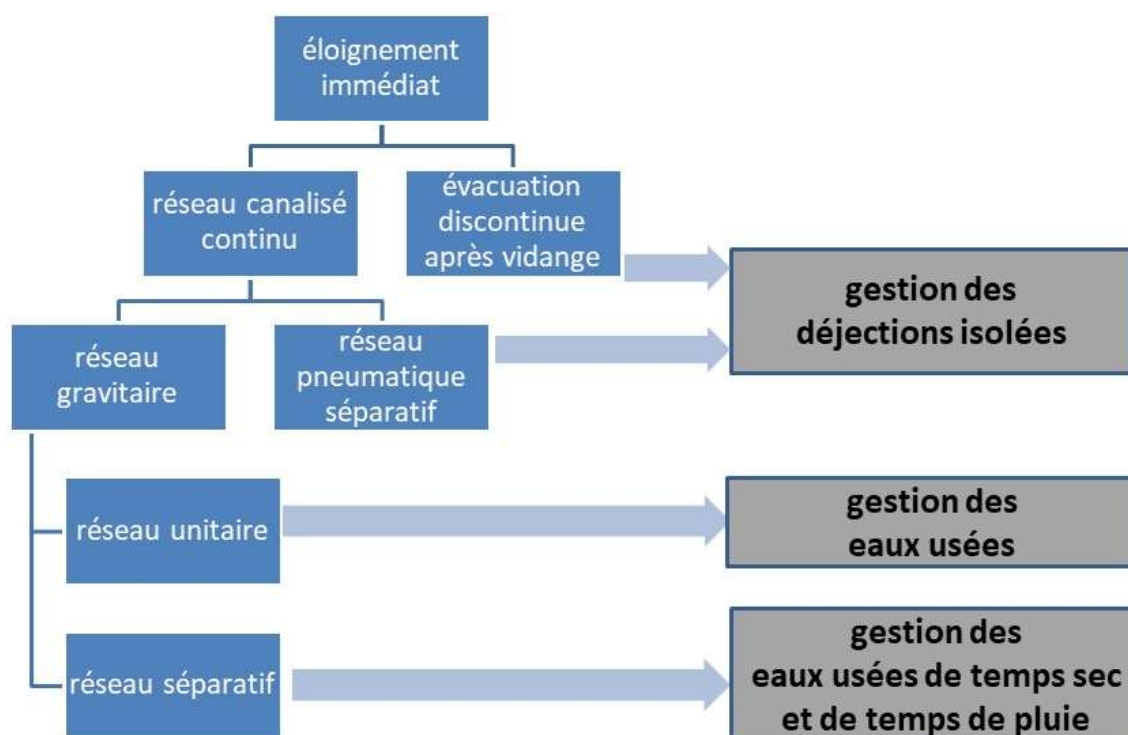 éloignement
immédiat
réseau canalisé
continu
évacuation
discontinue
après vidange
gestion des
déjections isolées
réseau
gravitaire
réseau
pneumatique
séparatif
réseau unitaire
gestion des
eaux usées
réseau séparatif
gestion des
eaux usées de temps sec
et de temps de pluie